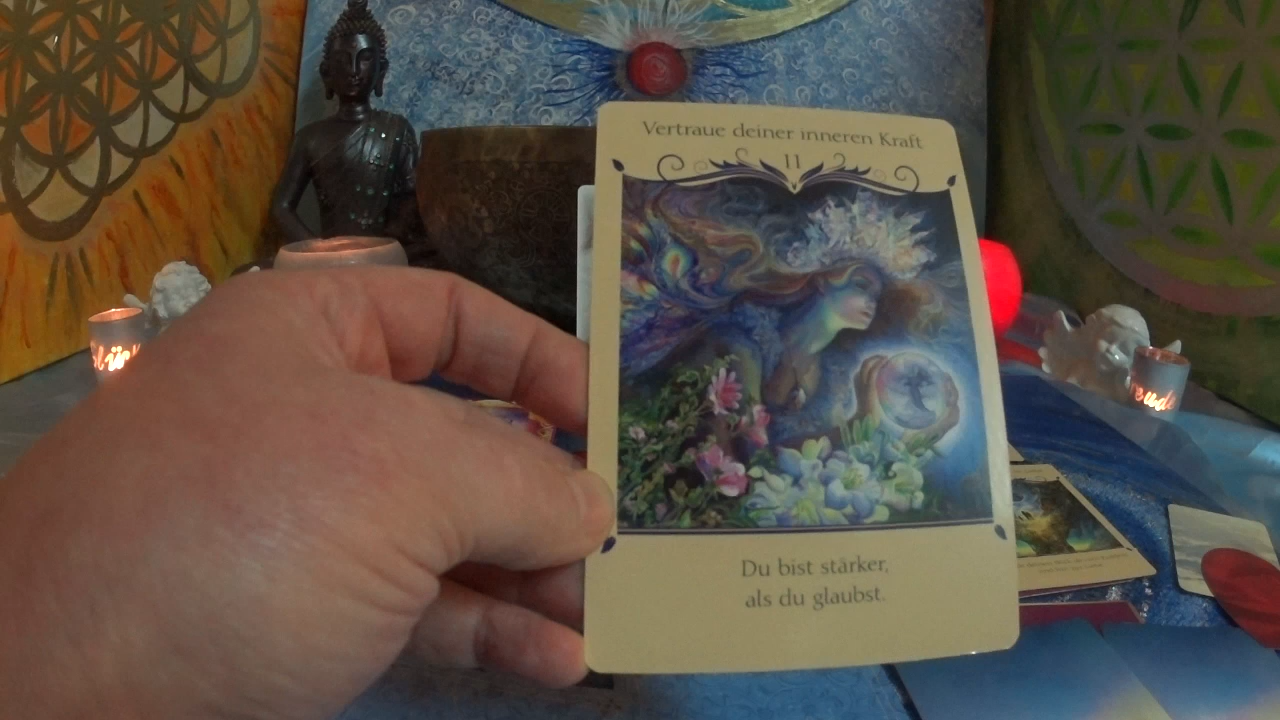 Vertraue deiner inneren Kraft
11
Du bist stärker,
als du glaubst.